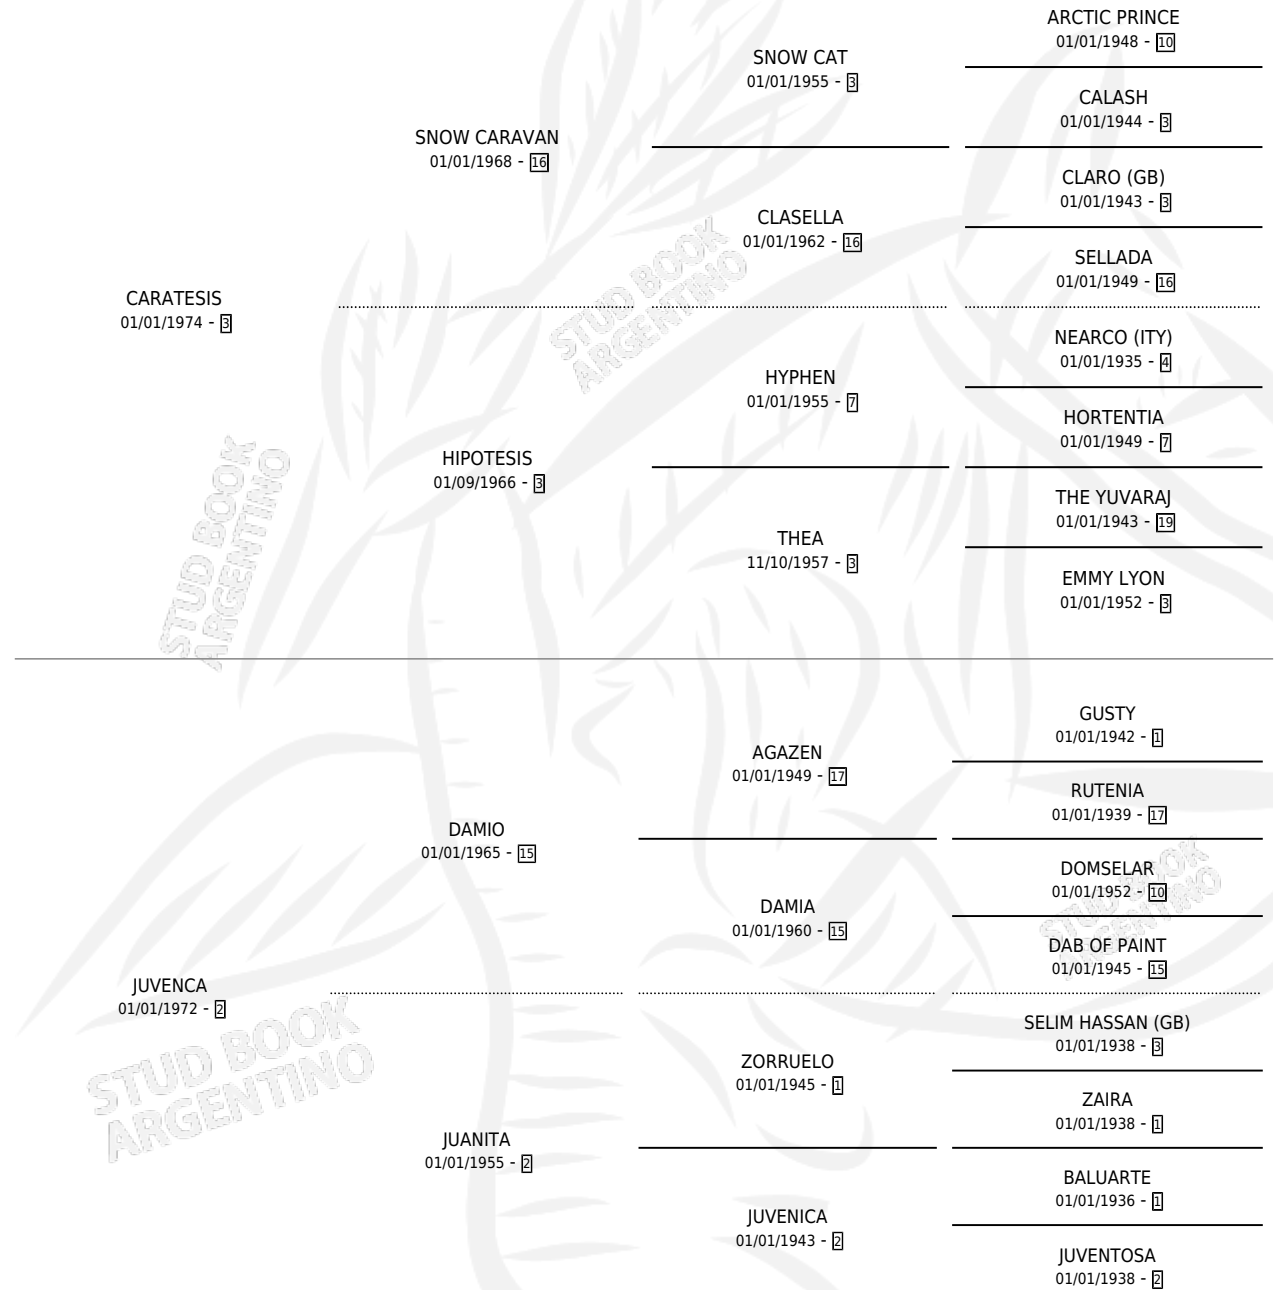 ARCTIC PRINCE
01/01/1948 - 10
SNOW CAT
01/01/1955 - 3
CALASH
01/01/1944 - 3
SNOW CARAVAN
01/01/1968 - 16
CLARO (GB)
01/01/1943 - 3
CLASELLA
01/01/1962 - 16
SELLADA
01/01/1949 - 16
STUD BOOK
ARGENTINO
CARATESIS
01/01/1974 - 3
NEARCO (ITY)
01/01/1935 - 4
HYPHEN
01/01/1955 - 7
HORTENTIA
01/01/1949 - 7
HIPOTESIS
01/09/1966 - 3
THE YUVARAJ
01/01/1943 - 19
THEA
11/10/1957 - 3
EMMY LYON
01/01/1952 - 3
STUD BOOK
ARGENTINO
GUSTY
01/01/1942 - 1
AGAZEN
01/01/1949 - 17
RUTENIA
01/01/1939 - 17
DAMIO
01/01/1965 - 15
DOMSELAR
01/01/1952 - 10
DAMIA
01/01/1960 - 15
DAB OF PAINT
01/01/1945 - 15
STUD BOOK
ARGENTINO
JUVENCA
01/01/1972 - 2
SELIM HASSAN (GB)
01/01/1938 - 3
ZORRUELO
01/01/1945 - 1
ZAIRA
01/01/1938 - 1
STUD BOOK
ARGENTINO
JUANITA
01/01/1955 - 2
BALUARTE
01/01/1936 - 1
JUVENICA
01/01/1943 - 2
JUVENTOSA
01/01/1938 - 2